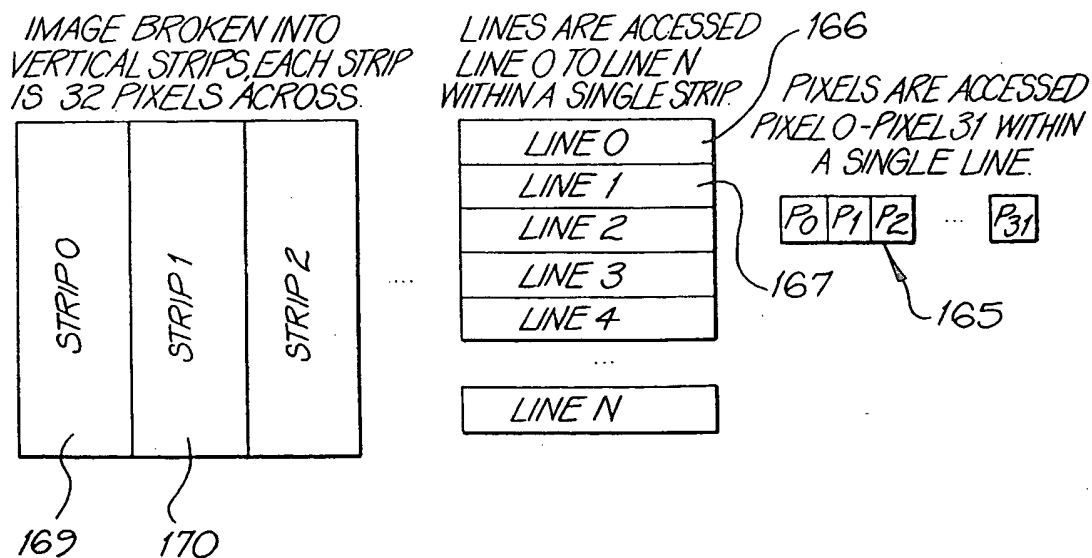 IMAGE BROKEN INTO
VERTICAL STRIPS, EACH STRIP
IS 32 PIXELS ACROSS.
STRIP 0
STRIP 1
STRIP 2
....
169
170
LINES ARE ACCESSED
LINE 0 TO LINE N
WITHIN A SINGLE STRIP.
166
LINE 0
LINE 1
LINE 2
LINE 3
LINE 4
...
LINE N
167
PIXELS ARE ACCESSED
PIXEL 0-PIXEL 31 WITHIN
A SINGLE LINE.
P0 P1 P2 ... P31
165